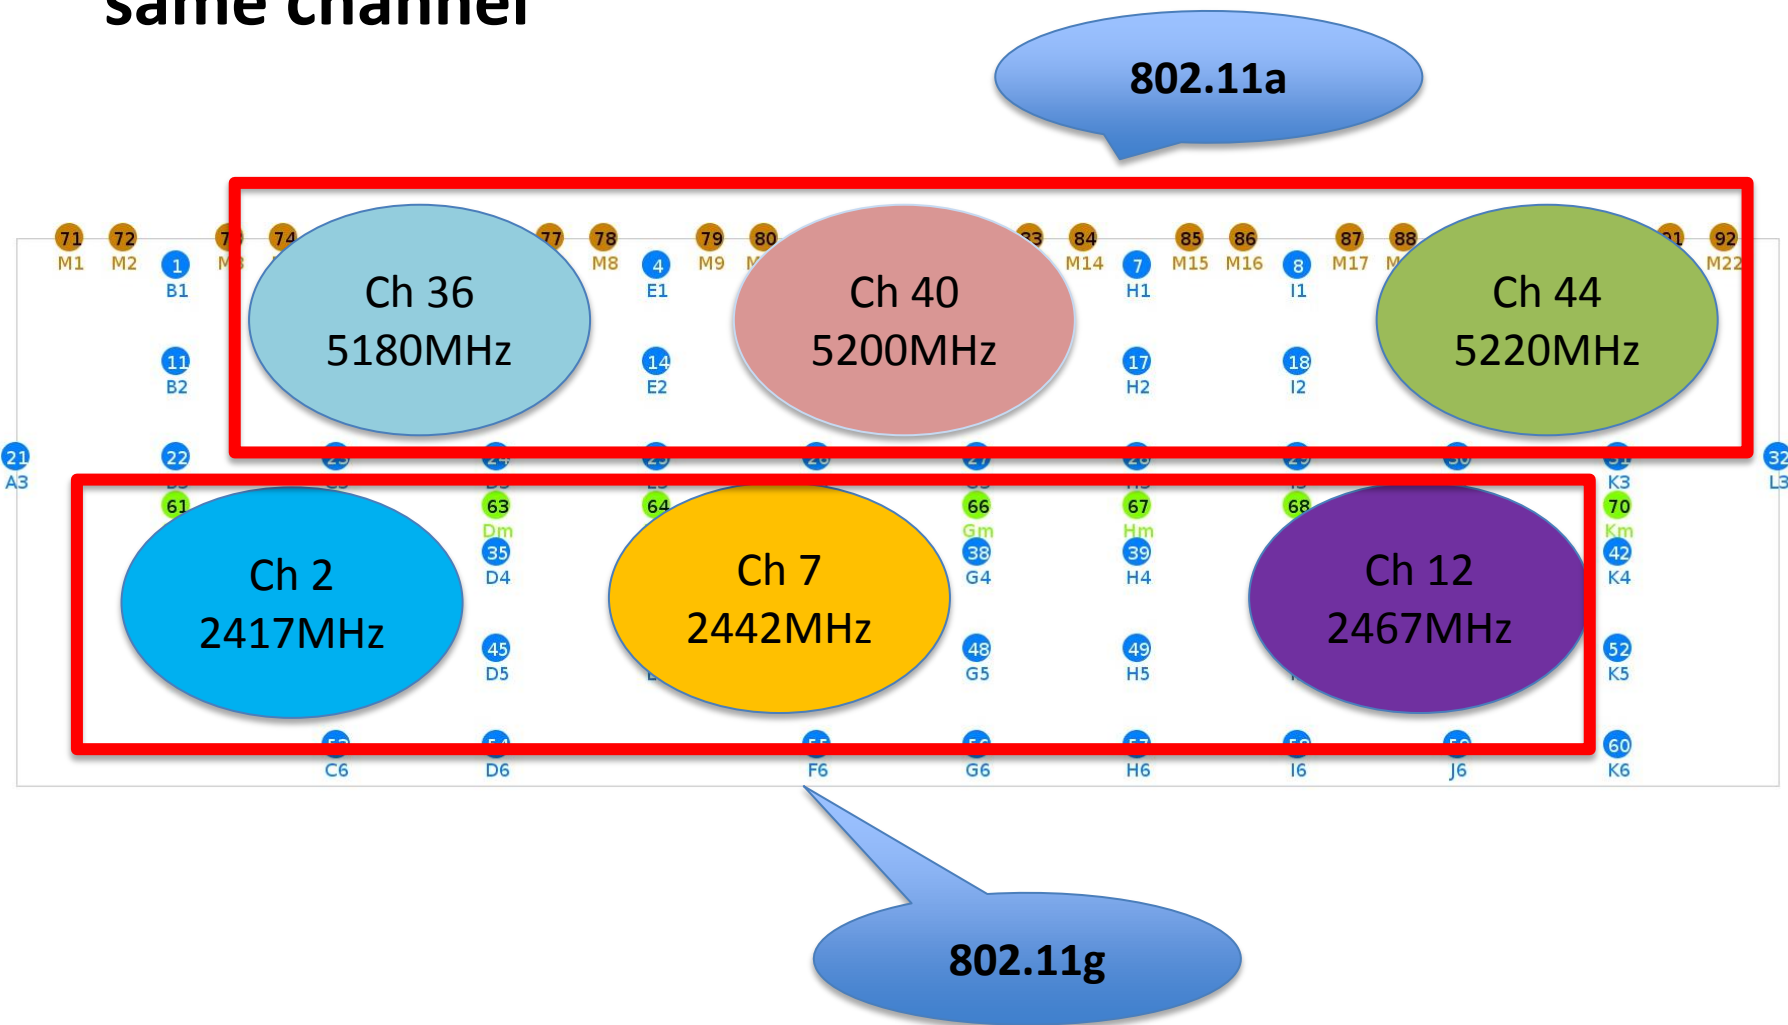 same channel
802.11a
71 72 74 77 78 79 80 84 85 86 87 88 92
M1 M2 M8 M9 M14 M15 M16 M17 M22
1 4 7 8
B1 E1 H1 I1
Ch 36 Ch 40 Ch 44
5180MHz 5200MHz 5220MHz
11 14 17 18
B2 E2 H2 I2
21 22 32
A3 K3 L3
61 63 64 66 67 68 70
Dm Gm Hm Km
35 38 39 42
D4 G4 H4 K4
Ch 2 Ch 7 Ch 12
2417MHz 2442MHz 2467MHz
45 48 49 52
D5 G5 H5 K5
60
C6 D6 F6 G6 H6 I6 J6 K6
802.11g